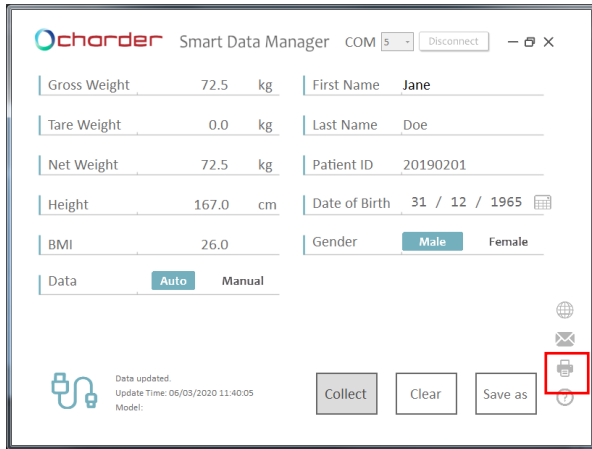 charder Smart Data Manager COM 5 Disconnect
Gross Weight 72.5 kg First Name Jane
Tare Weight 0.0 kg Last Name Doe
Net Weight 72.5 kg Patient ID 20190201
Height 167.0 cm Date of Birth 31 / 12 / 1965
BMI 26.0 Gender Male Female
Data Auto Manual
Data updated.
Update Time: 06/03/2020 11:40:05
Model:
Collect Clear Save as ?